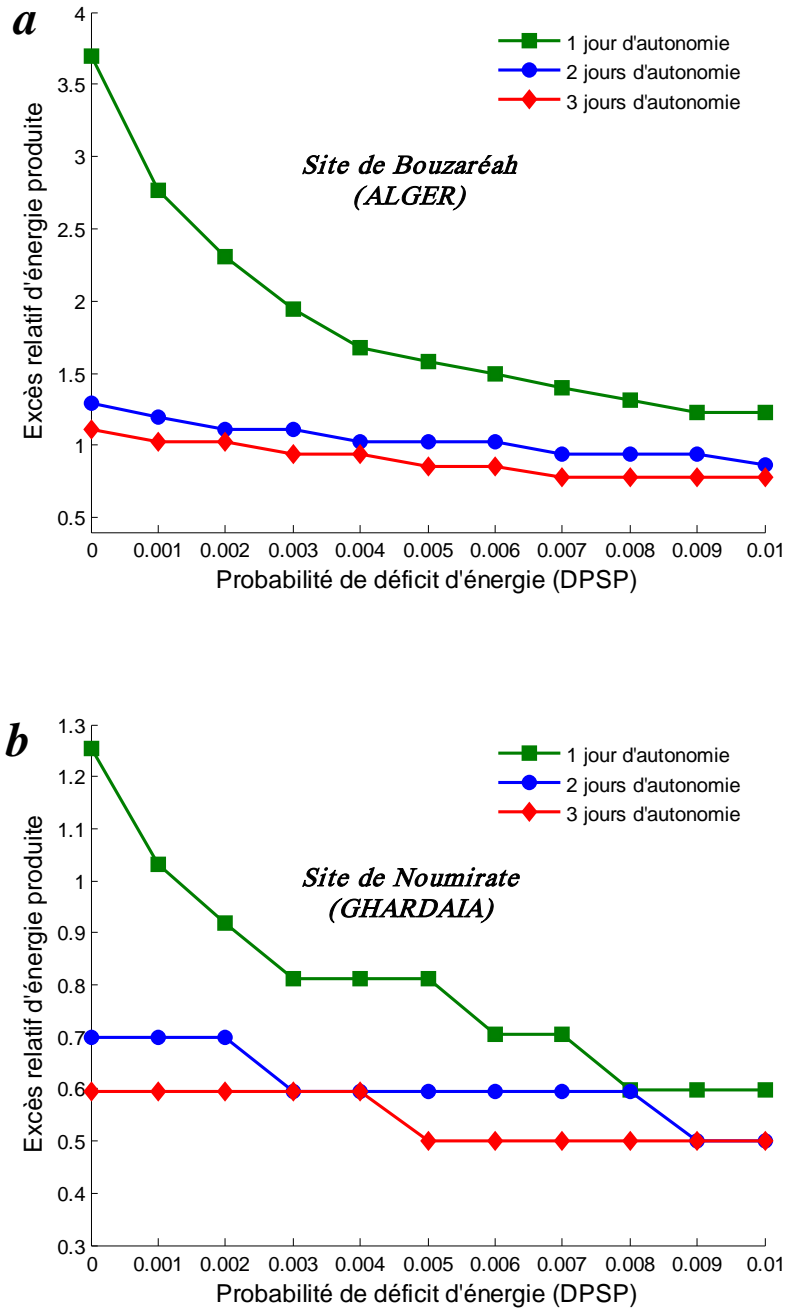 a
4
3.5
3
2.5
2
1.5
1
0.5
Excès relatif d'énergie produite
1 jour d'autonomie
2 jours d'autonomie
3 jours d'autonomie
Site de Bouzaréah
(ALGER)
0 0.001 0.002 0.003 0.004 0.005 0.006 0.007 0.008 0.009 0.01
Probabilité de déficit d'énergie (DPSP)
b
1.3
1.2
1.1
1
0.9
0.8
0.7
0.6
0.5
0.4
0.3
Excès relatif d'énergie produite
1 jour d'autonomie
2 jours d'autonomie
3 jours d'autonomie
Site de Noumirate
(GHARDAIA)
0 0.001 0.002 0.003 0.004 0.005 0.006 0.007 0.008 0.009 0.01
Probabilité de déficit d'énergie (DPSP)